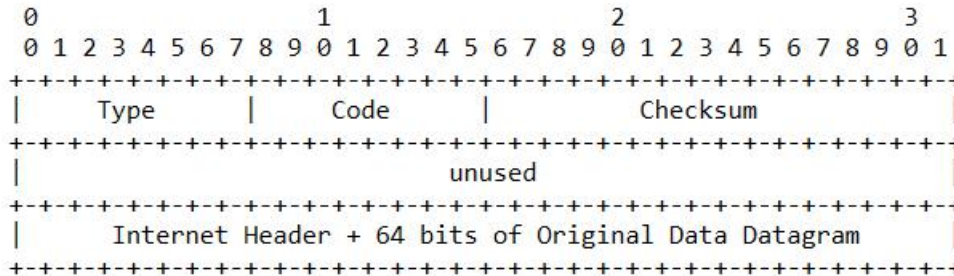 0                   1                   2                   3
0 1 2 3 4 5 6 7 8 9 0 1 2 3 4 5 6 7 8 9 0 1 2 3 4 5 6 7 8 9 0 1
+-+-+-+-+-+-+-+-+-+-+-+-+-+-+-+-+-+-+-+-+-+-+-+-+-+-+-+-+-+-+-+-
|     Type      |     Code      |          Checksum             |
+-+-+-+-+-+-+-+-+-+-+-+-+-+-+-+-+-+-+-+-+-+-+-+-+-+-+-+-+-+-+-+-
|                             unused                            |
+-+-+-+-+-+-+-+-+-+-+-+-+-+-+-+-+-+-+-+-+-+-+-+-+-+-+-+-+-+-+-+-
|      Internet Header + 64 bits of Original Data Datagram      |
+-+-+-+-+-+-+-+-+-+-+-+-+-+-+-+-+-+-+-+-+-+-+-+-+-+-+-+-+-+-+-+-